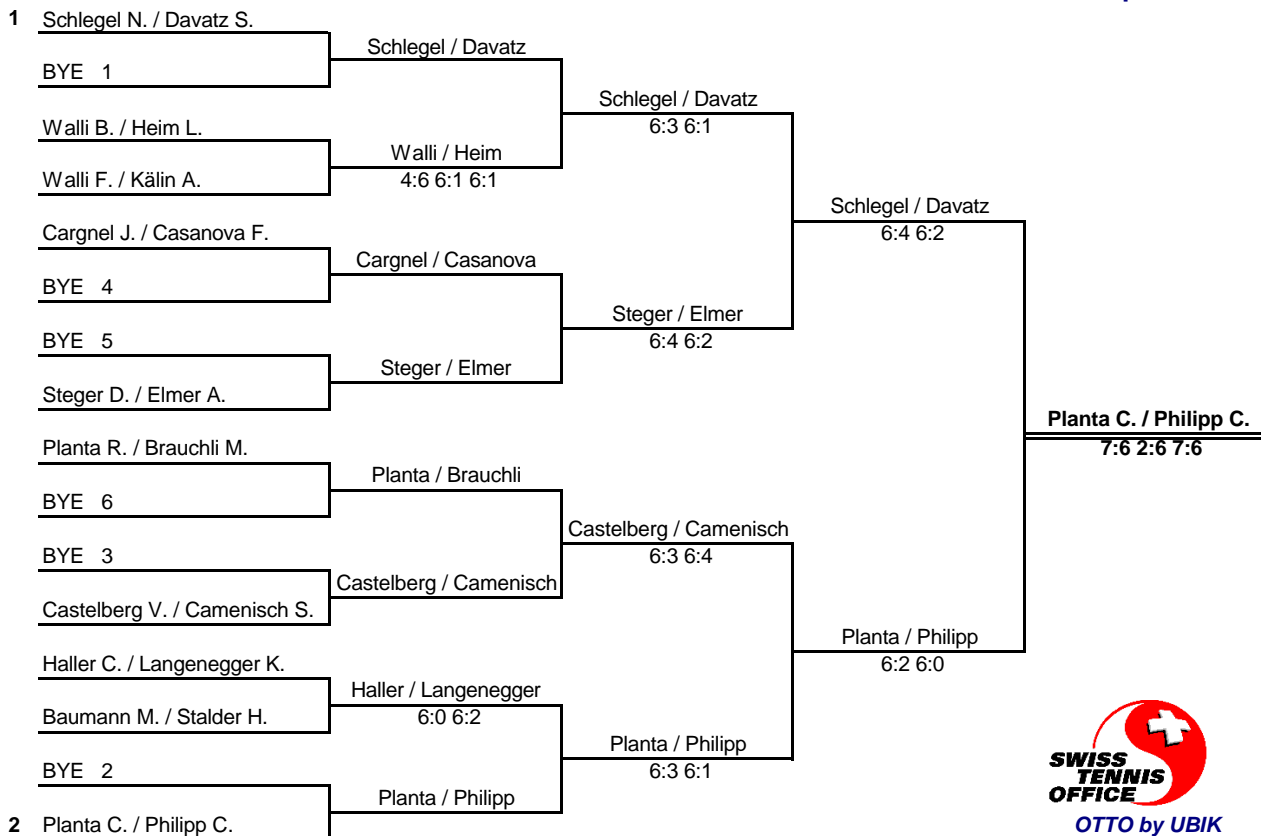 1 Schlegel N. / Davatz S.
BYE 1
Walli B. / Heim L.
Walli F. / Kälin A.
Cargnel J. / Casanova F.
BYE 4
BYE 5
Steger D. / Elmer A.
Planta R. / Brauchli M.
BYE 6
BYE 3
Castelberg V. / Camenisch S.
Haller C. / Langenegger K.
Baumann M. / Stalder H.
BYE 2
2 Planta C. / Philipp C.
Schlegel / Davatz
Walli / Heim
4:6 6:1 6:1
Cargnel / Casanova
Steger / Elmer
Planta / Brauchli
Castelberg / Camenisch
Haller / Langenegger
6:0 6:2
Planta / Philipp
Schlegel / Davatz
6:3 6:1
Steger / Elmer
6:4 6:2
Castelberg / Camenisch
6:3 6:4
Planta / Philipp
6:3 6:1
Schlegel / Davatz
6:4 6:2
Planta / Philipp
6:2 6:0
Planta C. / Philipp C.
7:6 2:6 7:6
SWISS
TENNIS
OFFICE
OTTO by UBIK